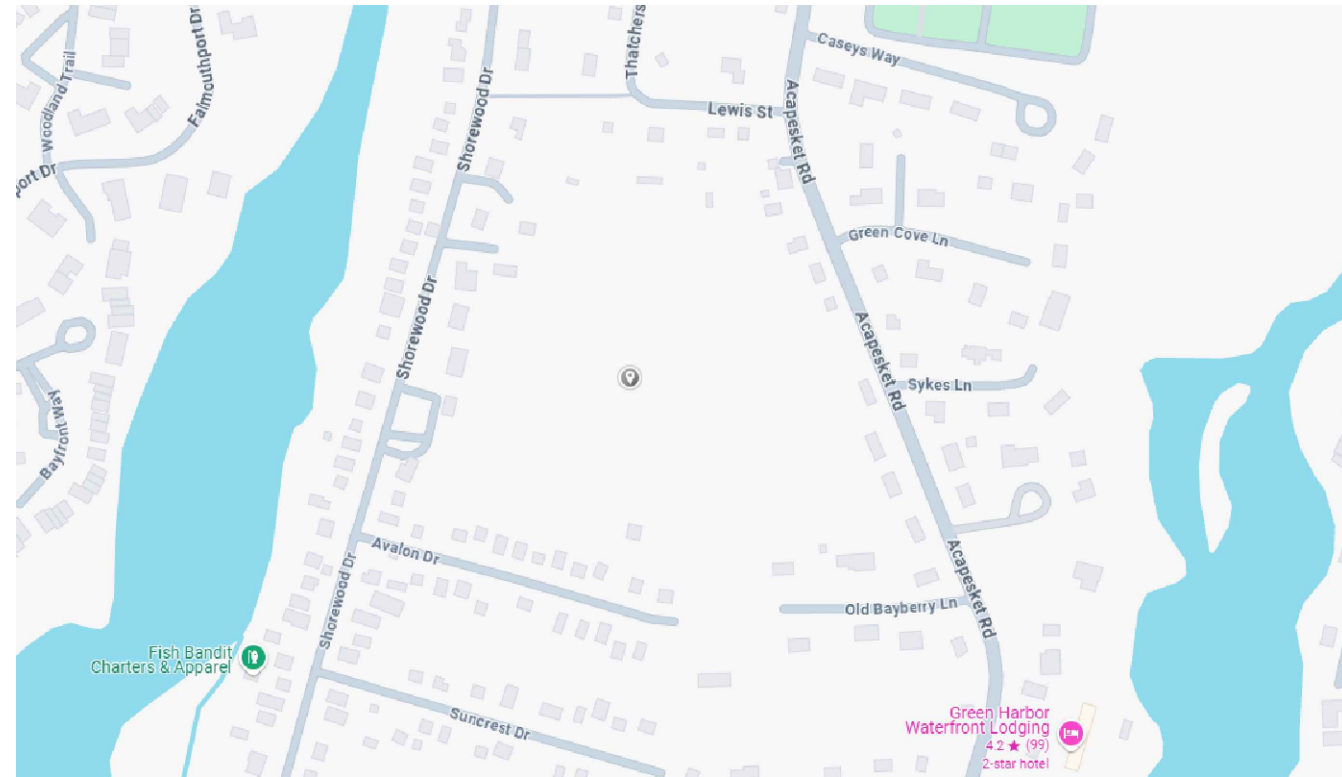 Woodland Trail
Falmouthport Dr
port Dr
Bayfront Way
Shorewood Dr
Shorewood Dr
Shorewood Dr
Thatchers
Lewis St
Caseys Way
Acapesket Rd
Green Cove Ln
Acapesket Rd
Sykes Ln
Avalon Dr
Acapesket Rd
Old Bayberry Ln
Fish Bandit
Charters & Apparel
Suncrest Dr
Green Harbor
Waterfront Lodging
4.2 ★ (99)
2-star hotel